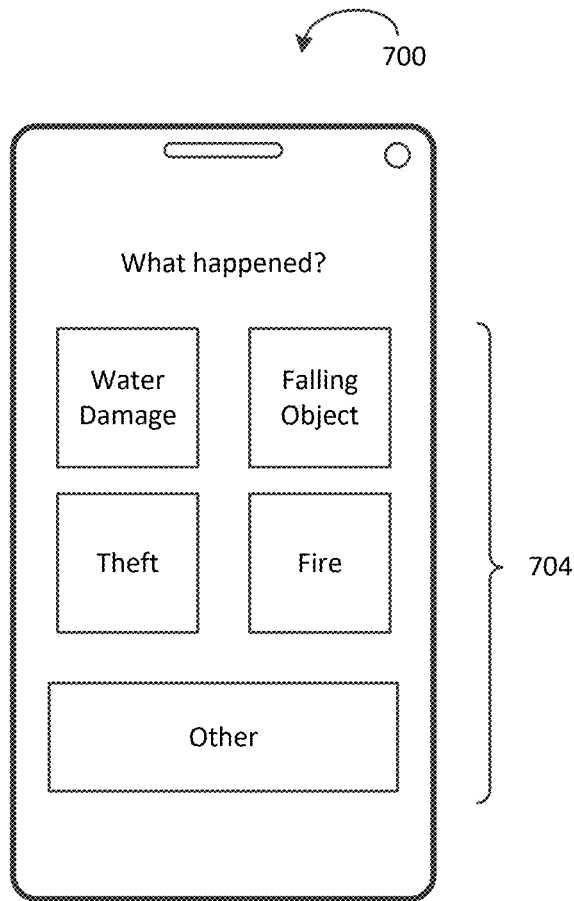 700
What happened?
Water
Damage
Falling
Object
Theft
Fire
704
Other